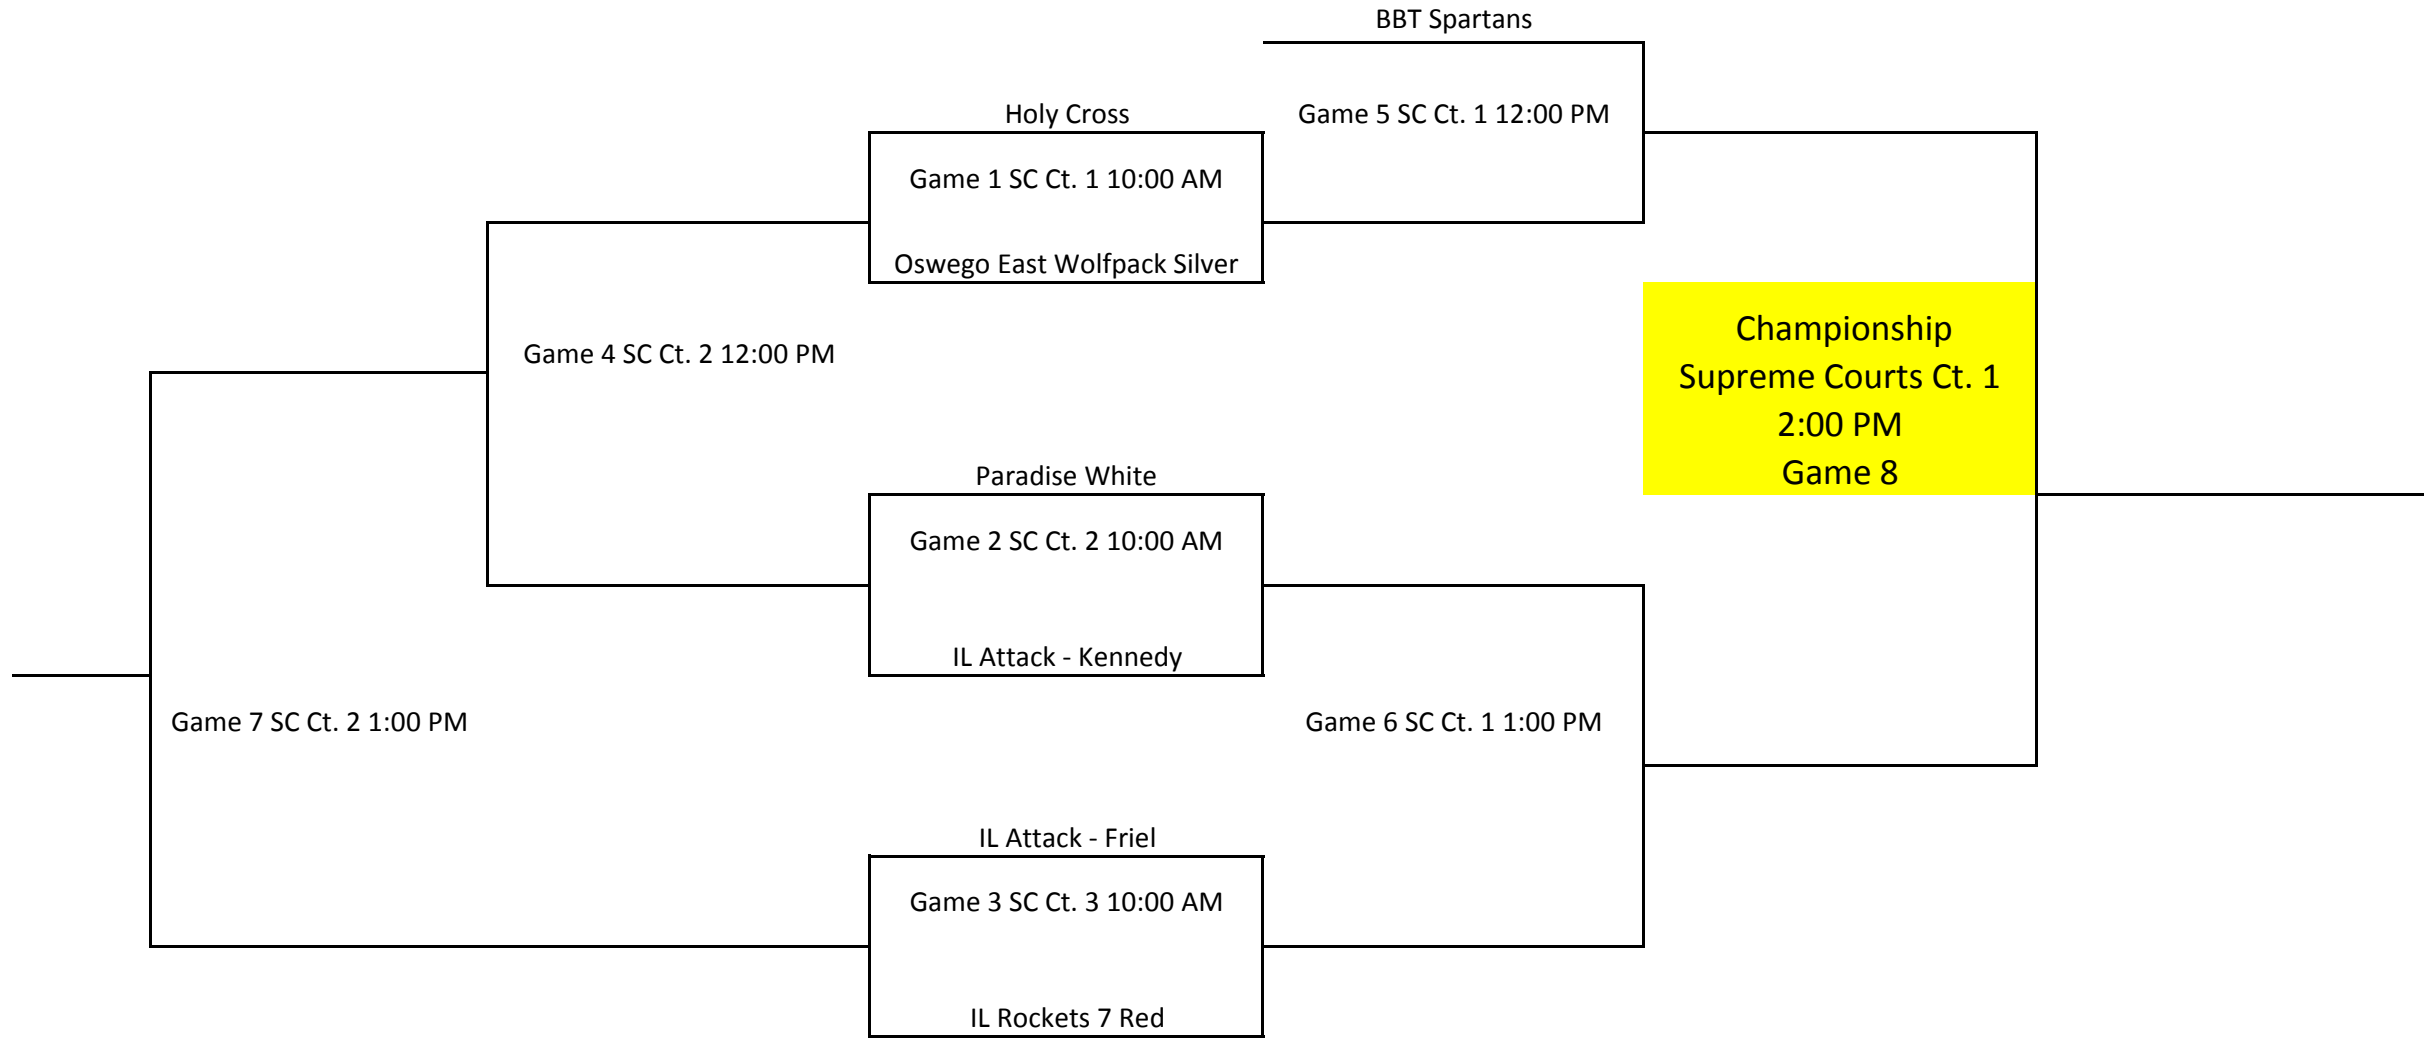 BBT Spartans
Holy Cross
Game 5 SC Ct. 1 12:00 PM
Game 1 SC Ct. 1 10:00 AM
Oswego East Wolfpack Silver
Championship
Supreme Courts Ct. 1
2:00 PM
Game 8
Game 4 SC Ct. 2 12:00 PM
Paradise White
Game 2 SC Ct. 2 10:00 AM
IL Attack - Kennedy
Game 7 SC Ct. 2 1:00 PM
Game 6 SC Ct. 1 1:00 PM
IL Attack - Friel
Game 3 SC Ct. 3 10:00 AM
IL Rockets 7 Red